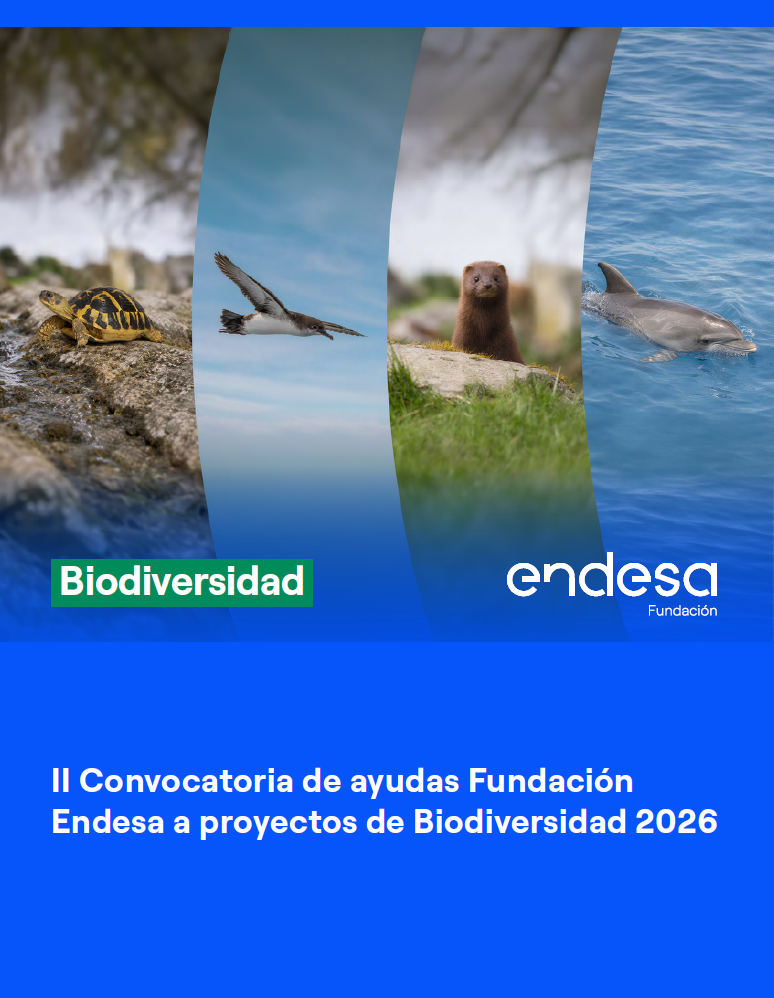 Biodiversidad
endesa
Fundación
II Convocatoria de ayudas Fundación
Endesa a proyectos de Biodiversidad 2026